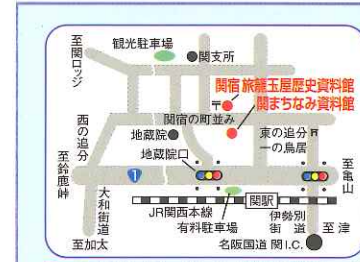 至関ロッジ
観光駐車場
関支所
関宿旅籠玉屋歴史資料館
〒
関まちなみ資料館
関宿の町並み
西の追分
地蔵院
東の追分
一の鳥居
地蔵院口
至鈴鹿峠
1
至亀山
大和街道
関駅
JR関西本線
有料駐車場
伊勢別街道
至加太
至津
名阪国道 関I.C.